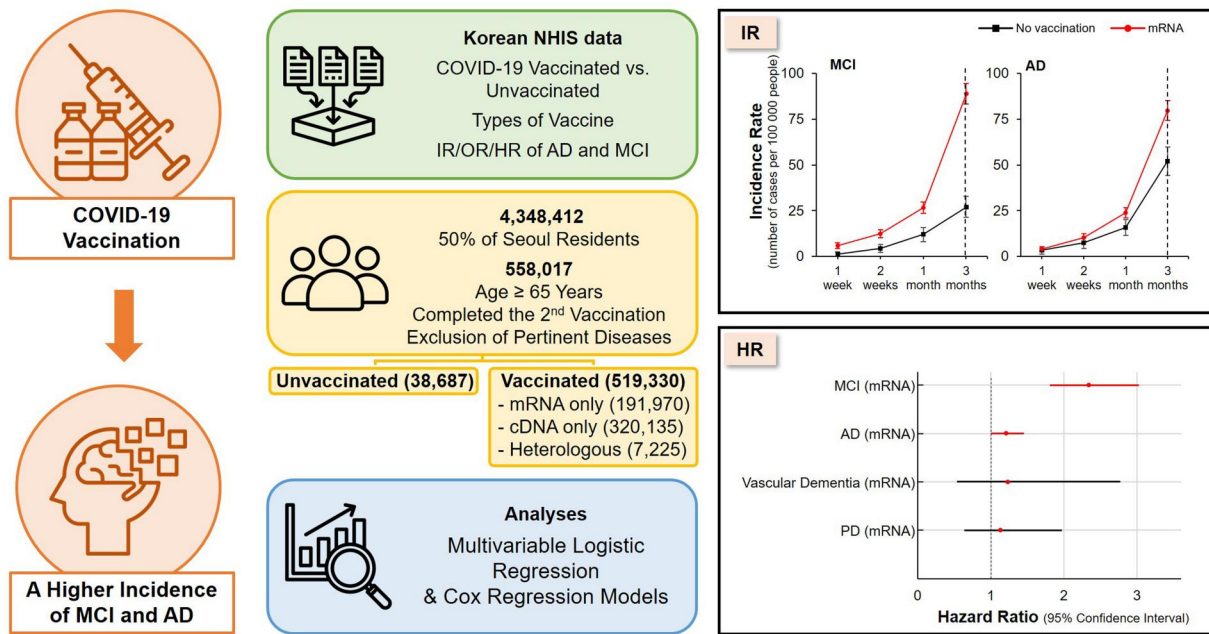 COVID-19
Vaccination
A Higher Incidence
of MCI and AD
Korean NHIS data
COVID-19 Vaccinated vs.
Unvaccinated
Types of Vaccine
IR/OR/HR of AD and MCI
4,348,412
50% of Seoul Residents
558,017
Age ≥ 65 Years
Completed the 2nd Vaccination
Exclusion of Pertinent Diseases
Unvaccinated (38,687)
Vaccinated (519,330)
- mRNA only (191,970)
- cDNA only (320,135)
- Heterologous (7,225)
Analyses
Multivariable Logistic
Regression
& Cox Regression Models
IR
No vaccination
mRNA
Incidence Rate
(number of cases per 100 000 people)
MCI
100
75
50
25
0
1
week
2
weeks
1
month
3
months
AD
100
75
50
25
0
1
week
2
weeks
1
month
3
months
HR
MCI (mRNA)
AD (mRNA)
Vascular Dementia (mRNA)
PD (mRNA)
0
1
2
3
Hazard Ratio (95% Confidence Interval)